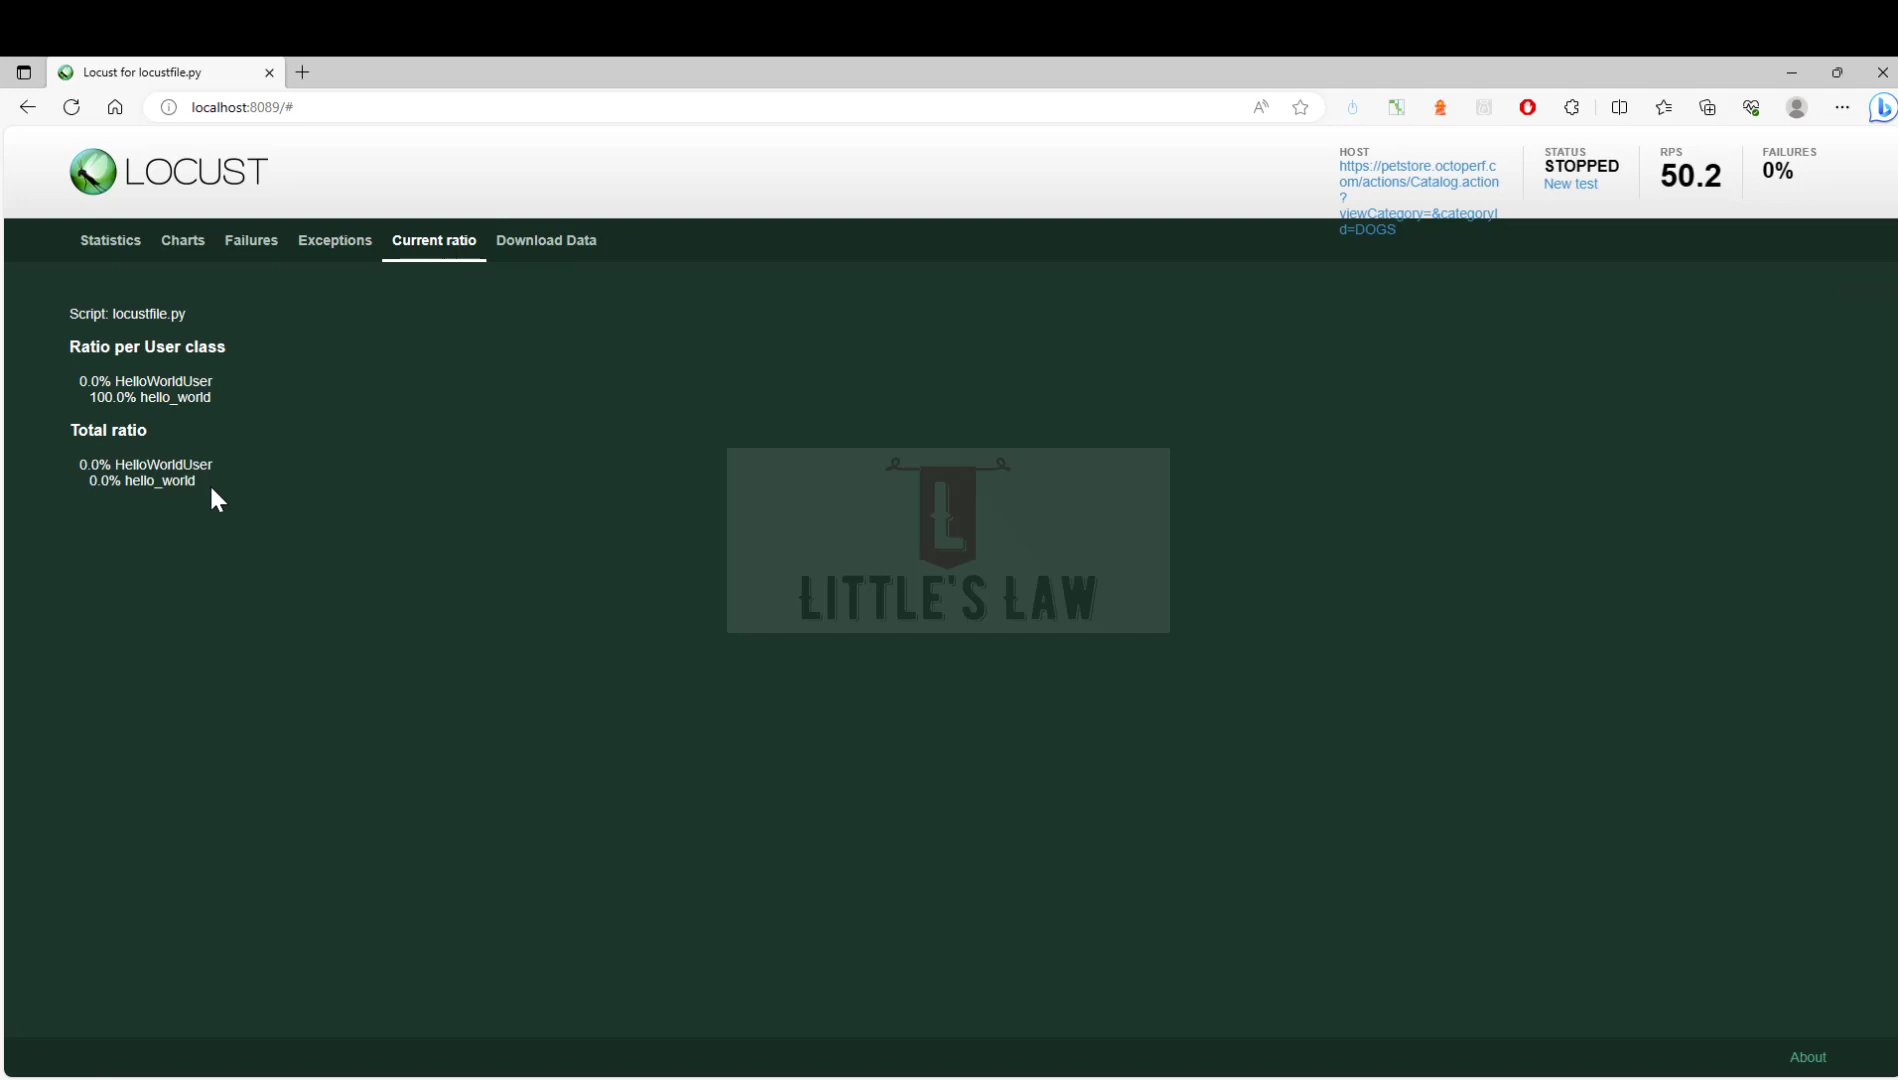 Locust for locustfile.py
localhost:8089/#
LOCUST
HOST
https://petstore.octoperf.c
om/actions/Catalog.action
?
viewCategory=&categoryI
d=DOGS
STATUS
STOPPED
New test
RPS
50.2
FAILURES
0%
Statistics Charts Failures Exceptions Current ratio Download Data
Script: locustfile.py
Ratio per User class
0.0% HelloWorldUser
100.0% hello_world
Total ratio
0.0% HelloWorldUser
0.0% hello_world
L
LITTLE'S LAW
About